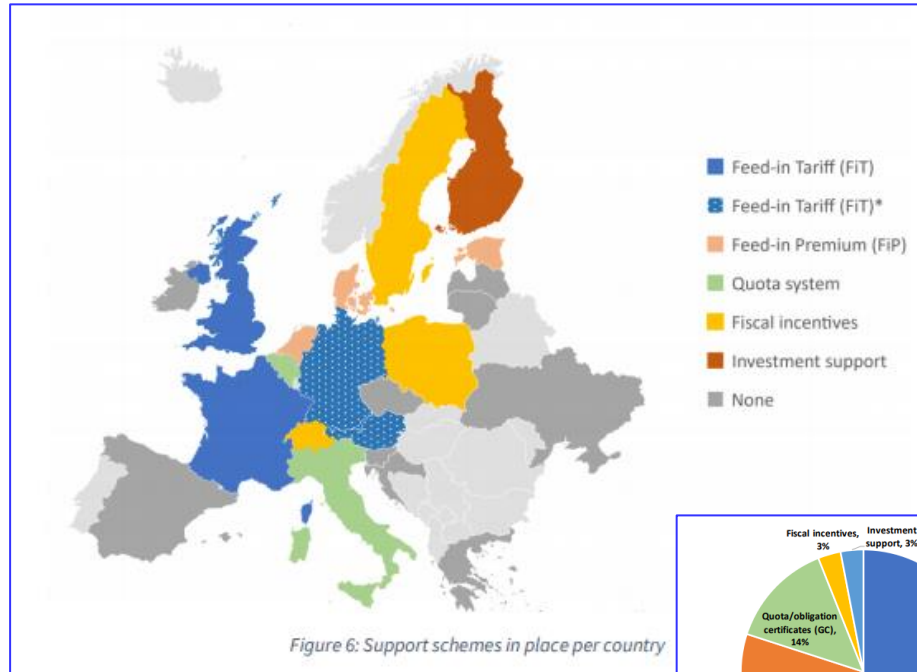 Feed-in Tariff (FiT)
Feed-in Tariff (FiT)*
Feed-in Premium (FiP)
Quota system
Fiscal incentives
Investment support
None
Figure 6: Support schemes in place per country
Fiscal incentives,
3%
Investment
support, 3%
Quota/obligation
certificates (GC),
14%